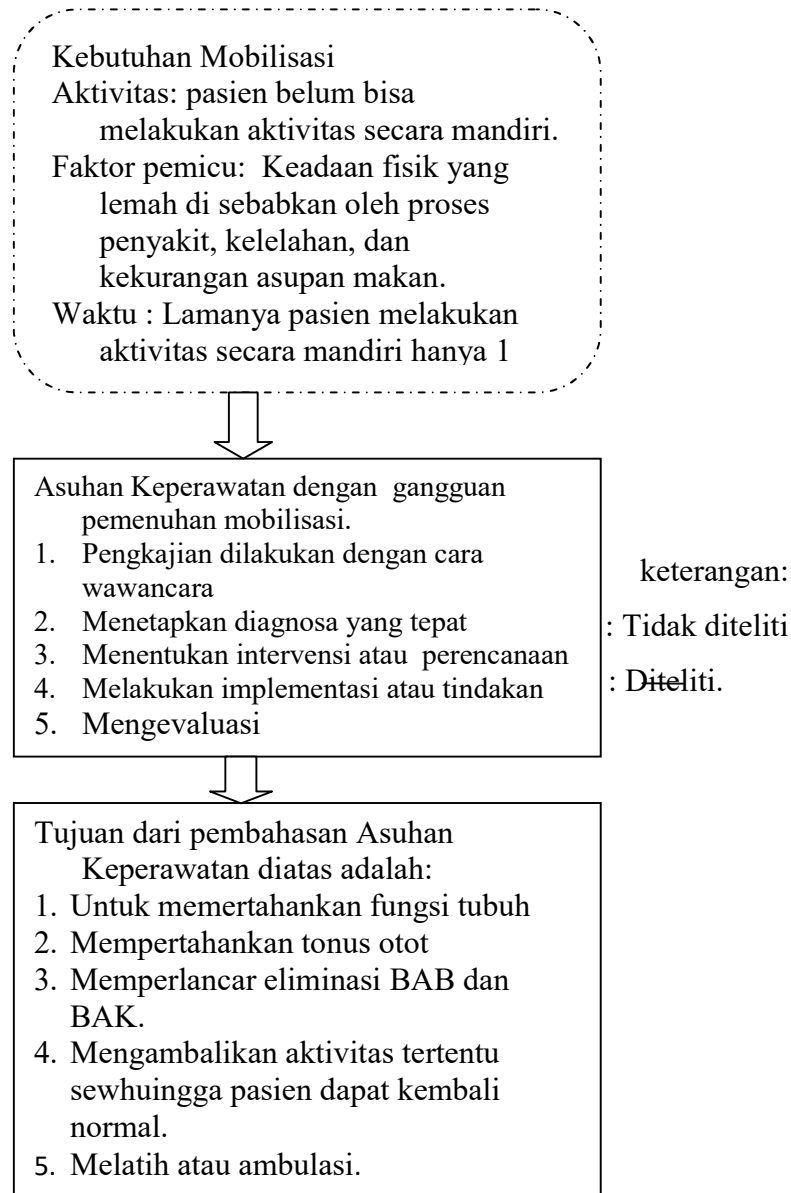 Kebutuhan Mobilisasi
Aktivitas: pasien belum bisa
melakukan aktivitas secara mandiri.
Faktor pemicu: Keadaan fisik yang
lemah di sebabkan oleh proses
penyakit, kelelahan, dan
kekurangan asupan makan.
Waktu : Lamanya pasien melakukan
aktivitas secara mandiri hanya 1
Asuhan Keperawatan dengan gangguan
pemenuhan mobilisasi.
1. Pengkajian dilakukan dengan cara
wawancara
2. Menetapkan diagnosa yang tepat
3. Menentukan intervensi atau perencanaan
4. Melakukan implementasi atau tindakan
5. Mengevaluasi
keterangan:
: Tidak diteliti
: Diteliti.
Tujuan dari pembahasan Asuhan
Keperawatan diatas adalah:
1. Untuk memertahankan fungsi tubuh
2. Mempertahankan tonus otot
3. Memperlancar eliminasi BAB dan
BAK.
4. Mengambalikan aktivitas tertentu
sewhuingga pasien dapat kembali
normal.
5. Melatih atau ambulasi.